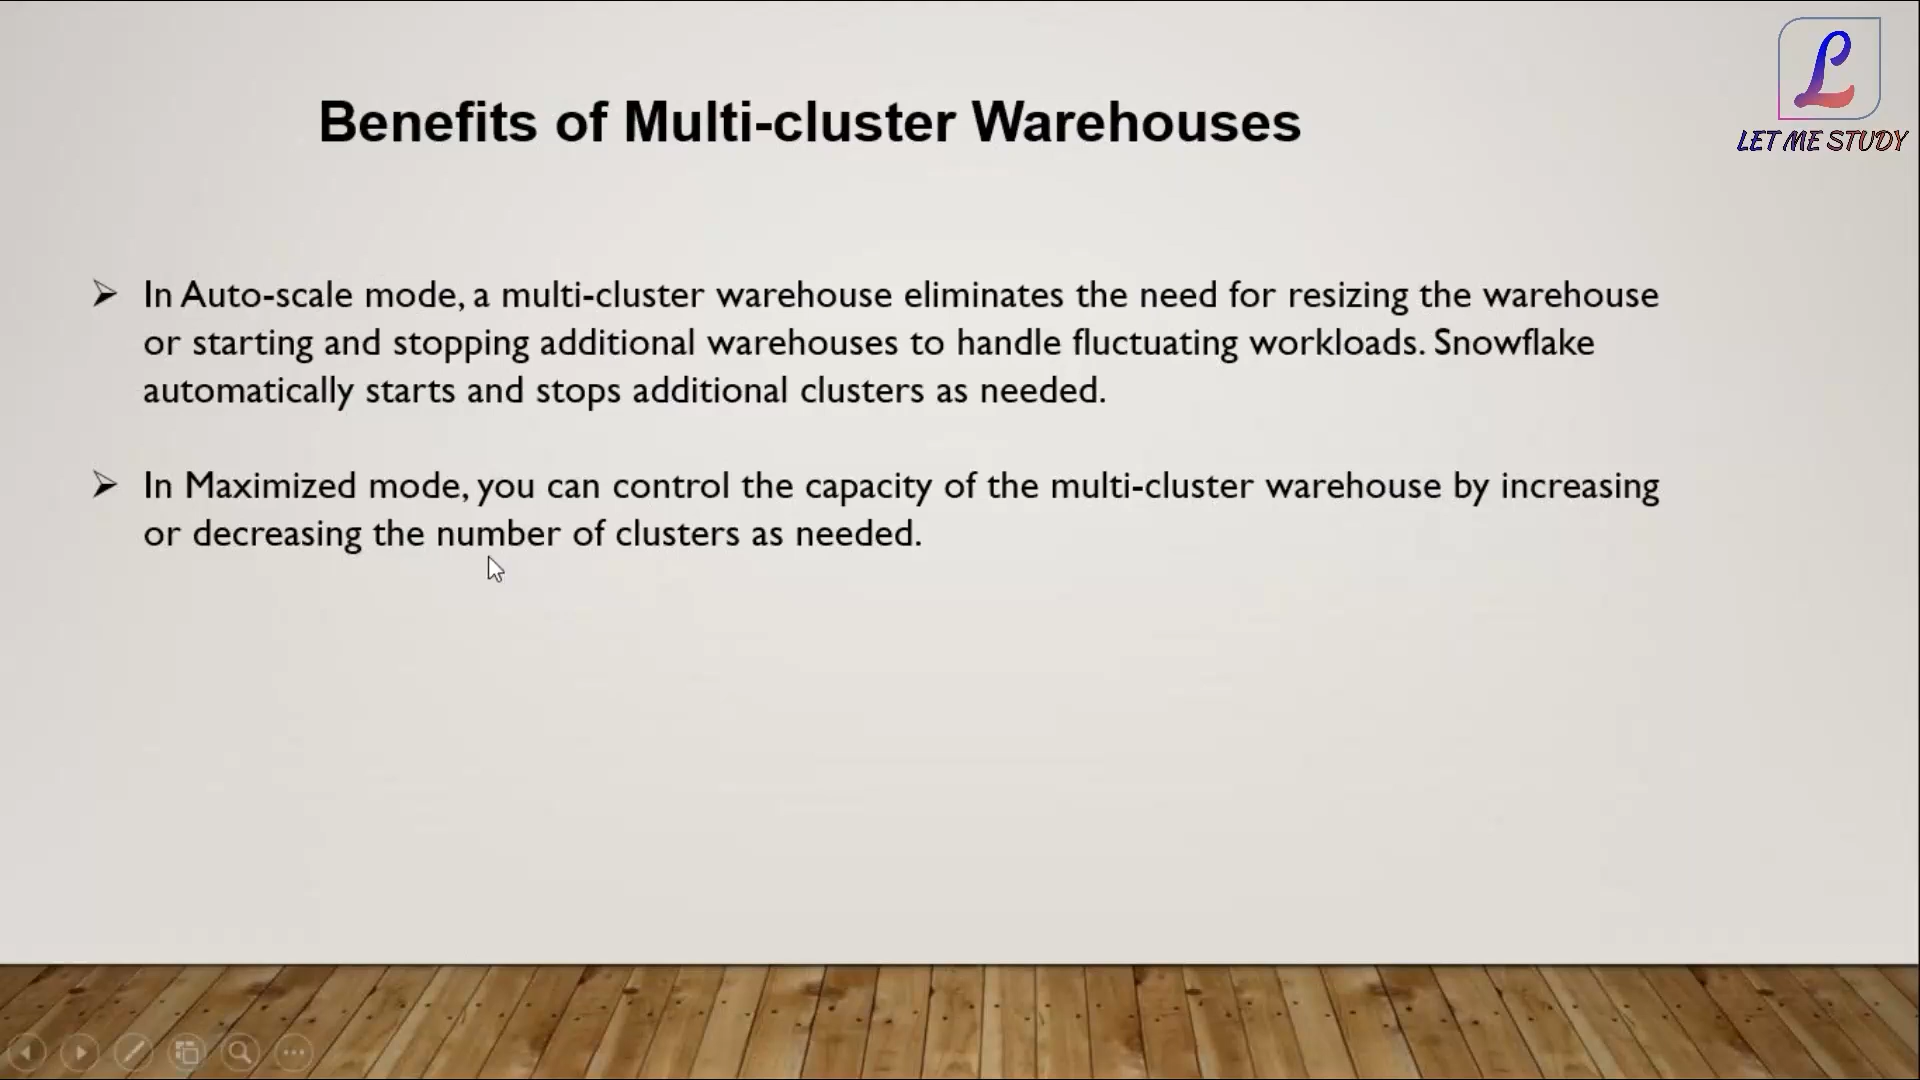 L
LET ME STUDY
Benefits of Multi-cluster Warehouses
In Auto-scale mode, a multi-cluster warehouse eliminates the need for resizing the warehouse
or starting and stopping additional warehouses to handle fluctuating workloads. Snowflake
automatically starts and stops additional clusters as needed.
In Maximized mode, you can control the capacity of the multi-cluster warehouse by increasing
or decreasing the number of clusters as needed.